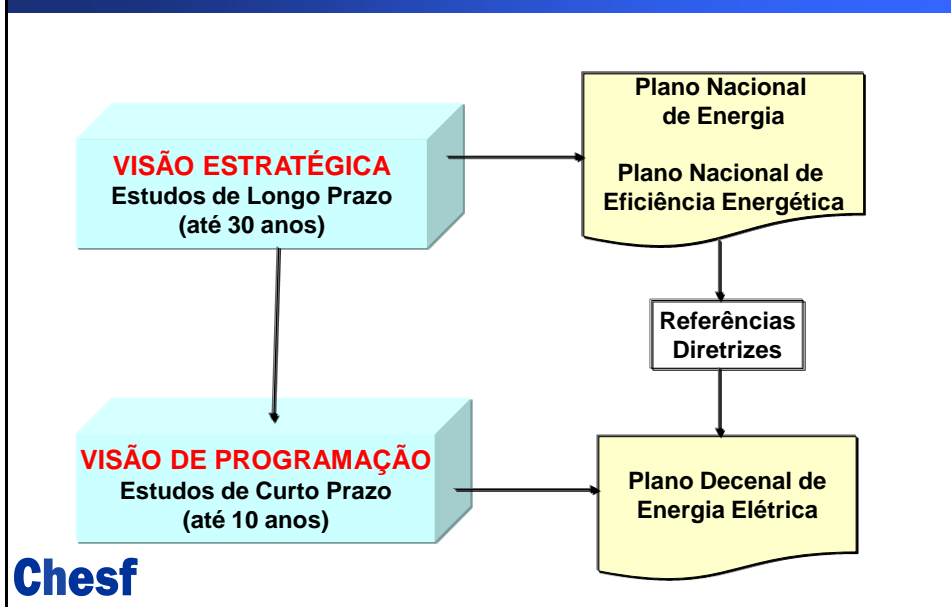 Plano Nacional
de Energia
Plano Nacional de
Eficiência Energética
VISÃO ESTRATÉGICA
Estudos de Longo Prazo
(até 30 anos)
Referências
Diretrizes
VISÃO DE PROGRAMAÇÃO
Estudos de Curto Prazo
(até 10 anos)
Plano Decenal de
Energia Elétrica
Chesf